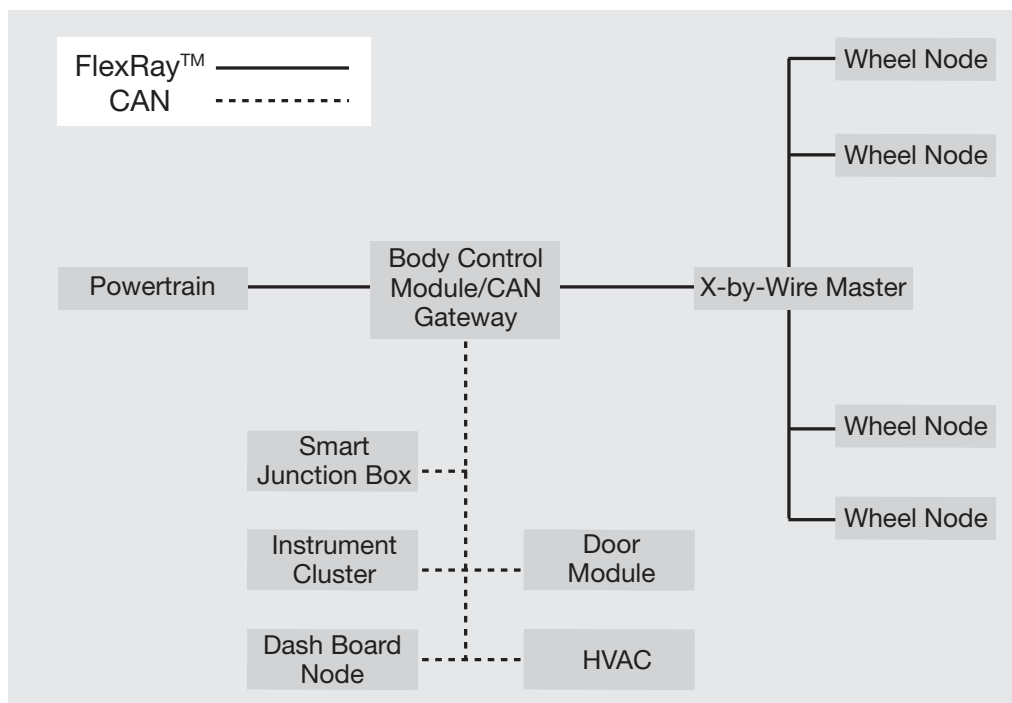 FlexRay™
CAN
Wheel Node
Wheel Node
Powertrain
Body Control
Module/CAN
Gateway
X-by-Wire Master
Wheel Node
Wheel Node
Smart
Junction Box
Instrument
Cluster
Door
Module
Dash Board
Node
HVAC